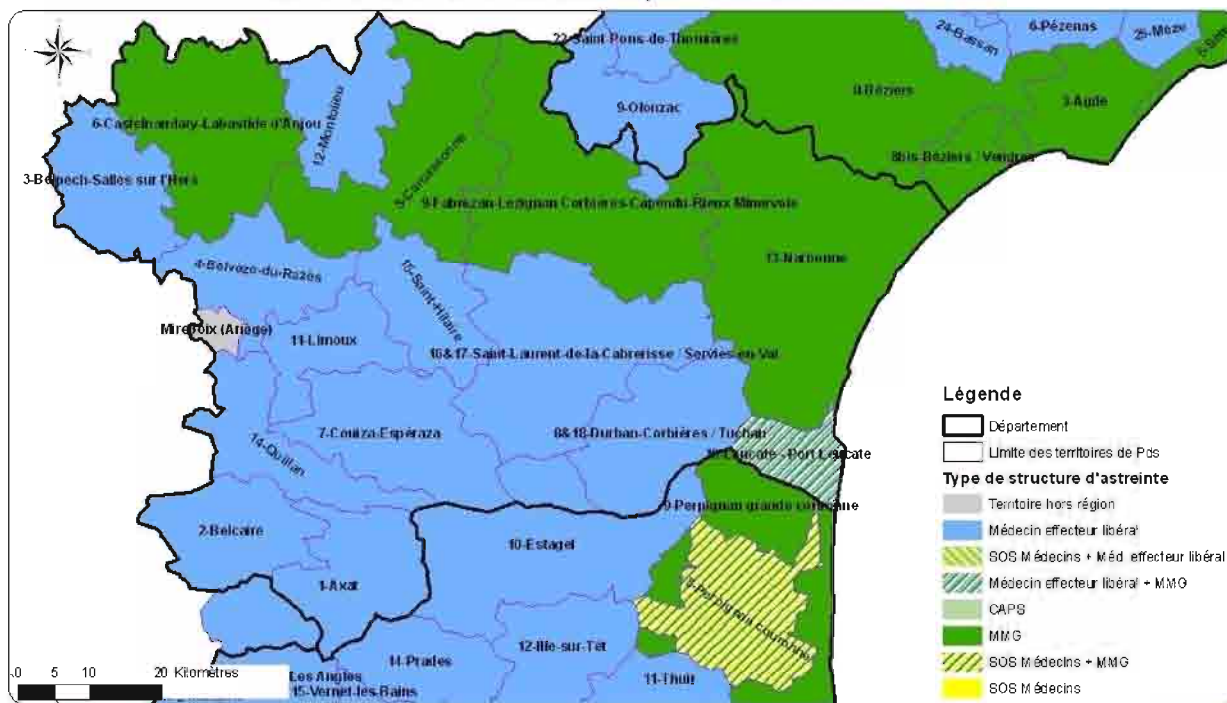 22-Saint Pons-de-Thomières
24-Bassan
6-Pézenas
25-Mèze
6-Castelnaudary-Labastide d'Anjou
12-Montolieu
9-Olonzac
8-Béziers
3-Agde
5-Carcassonne
8bis-Béziers / Vendres
3-Belpech-Salles sur l'Hers
9-Fabrezan-Lezignan Corbières-Capendu-Rieux Minervois
13-Narbonne
4-Belvèze-du-Razès
15-Saint-Hilaire
Mirepoix (Ariège)
11-Limoux
16&17-Saint-Laurent-de-la-Cabrerisse / Servies-en-Val
7-Couiza-Espéraza
8&18-Durban-Corbières / Tuchan
14-Quillan
Leucate - Port Leucate
9-Perpignan grande couronne
2-Belcaire
10-Estagel
1-Axat
Perpignan couronne
12-Ille-sur-Têt
14-Prades
Les Angles
15-Vernet-les-Bains
11-Thuir
0 5 10 20 Kilomètres
Légende
Département
Limite des territoires de Pds
Type de structure d'astreinte
Territoire hors région
Médecin effecteur libéral
SOS Médecins + Méd. effecteur libéral
Médecin effecteur libéral + MMG
CAPS
MMG
SOS Médecins + MMG
SOS Médecins